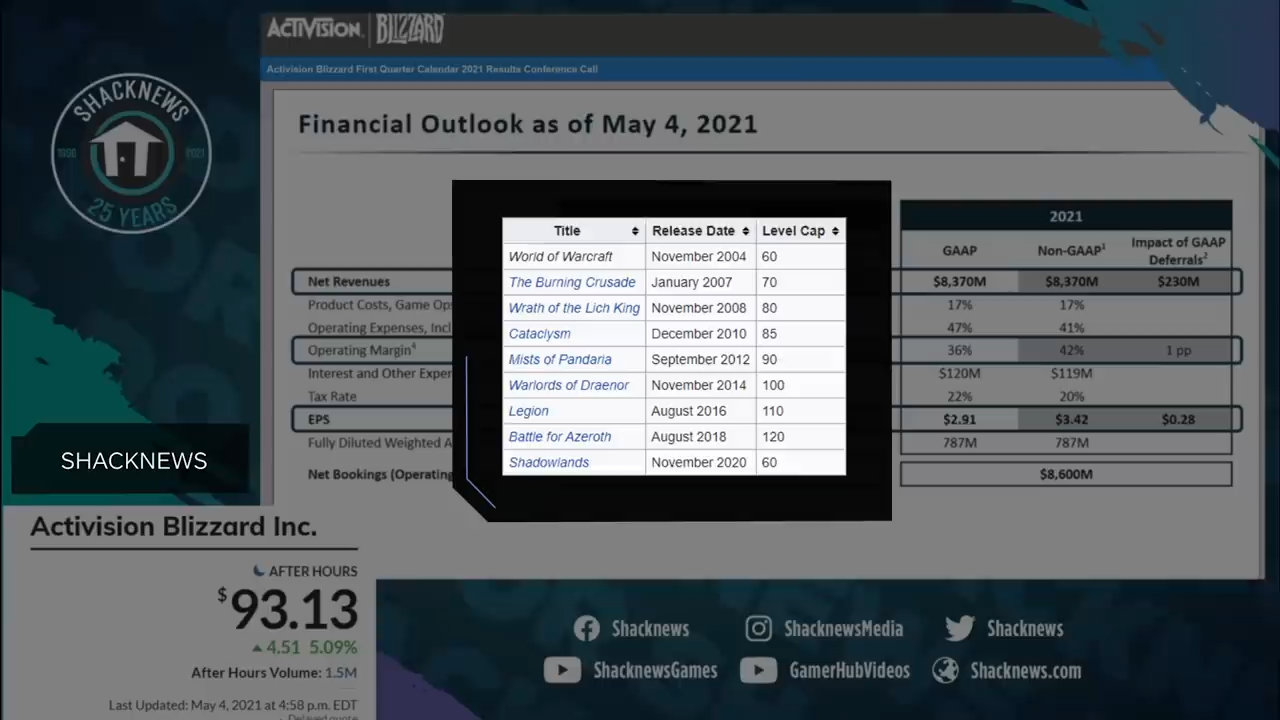 ACTIVISION | BLIZZARD
Activision Blizzard First Quarter Calendar 2021 Results Conference Call
SHACKNEWS
1996 2021
25 YEARS
Financial Outlook as of May 4, 2021
2021
GAAP Non-GAAP1 Impact of GAAP
Deferrals2
Net Revenues $8,370M $8,370M $230M
Product Costs, Game Ops 17% 17%
Operating Expenses, Incl 47% 41%
Operating Margin4 36% 42% 1 pp
Interest and Other Exper $120M $119M
Tax Rate 22% 20%
EPS $2.91 $3.42 $0.28
Fully Diluted Weighted A 787M 787M
Net Bookings (Operating $8,600M
Title Release Date Level Cap
World of Warcraft November 2004 60
The Burning Crusade January 2007 70
Wrath of the Lich King November 2008 80
Cataclysm December 2010 85
Mists of Pandaria September 2012 90
Warlords of Draenor November 2014 100
Legion August 2016 110
Battle for Azeroth August 2018 120
Shadowlands November 2020 60
SHACKNEWS
Activision Blizzard Inc.
AFTER HOURS
$93.13
4.51 5.09%
After Hours Volume: 1.5M
Last Updated: May 4, 2021 at 4:58 p.m. EDT
Delayed quote
Shacknews ShacknewsMedia Shacknews
ShacknewsGames GamerHubVideos Shacknews.com